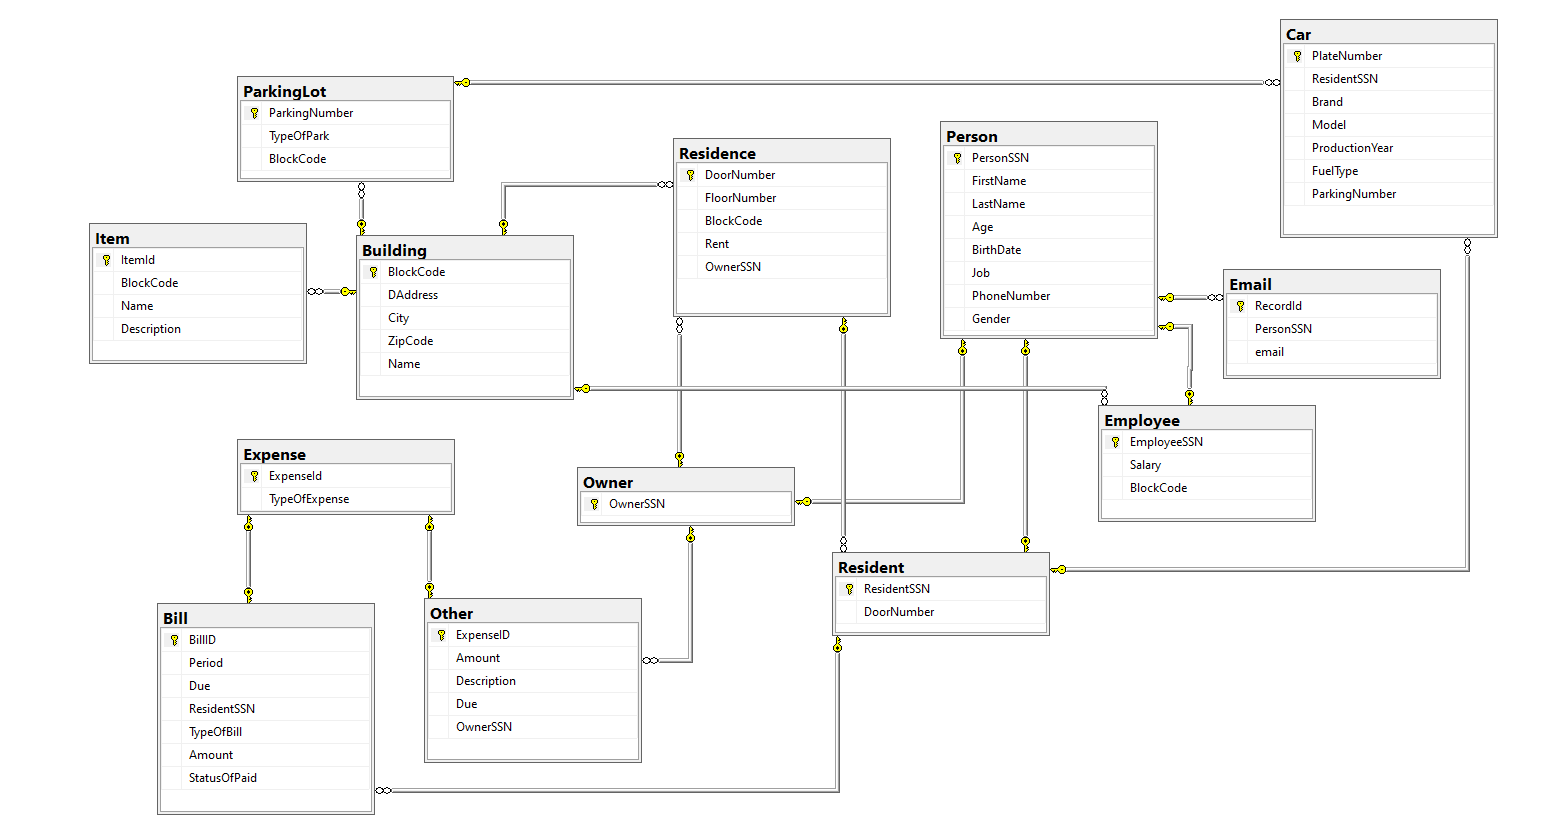 Car
PlateNumber
ResidentSSN
Brand
Model
ProductionYear
FuelType
ParkingNumber
ParkingLot
ParkingNumber
TypeOfPark
BlockCode
Residence
DoorNumber
FloorNumber
BlockCode
Rent
OwnerSSN
Person
PersonSSN
FirstName
LastName
Age
BirthDate
Job
PhoneNumber
Gender
Item
ItemId
BlockCode
Name
Description
Building
BlockCode
DAddress
City
ZipCode
Name
Email
RecordId
PersonSSN
email
Employee
EmployeeSSN
Salary
BlockCode
Expense
ExpenseId
TypeOfExpense
Owner
OwnerSSN
Resident
ResidentSSN
DoorNumber
Bill
BillID
Period
Due
ResidentSSN
TypeOfBill
Amount
StatusOfPaid
Other
ExpenseID
Amount
Description
Due
OwnerSSN